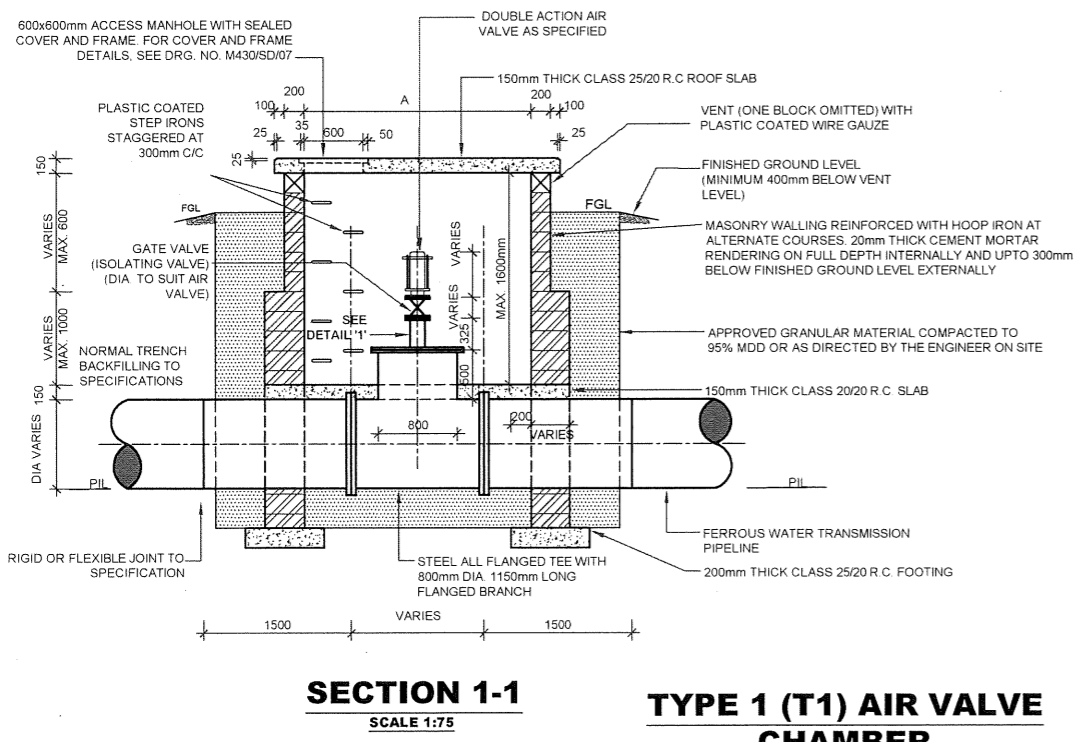 600x600mm ACCESS MANHOLE WITH SEALED
COVER AND FRAME. FOR COVER AND FRAME
DETAILS, SEE DRG. NO. M430/SD/07
DOUBLE ACTION AIR
VALVE AS SPECIFIED
150mm THICK CLASS 25/20 R.C ROOF SLAB
200
A
200
100
100
PLASTIC COATED
STEP IRONS
STAGGERED AT
300mm C/C
25
35
600
50
25
VENT (ONE BLOCK OMITTED) WITH
PLASTIC COATED WIRE GAUZE
150
25
FINISHED GROUND LEVEL
(MINIMUM 400mm BELOW VENT
LEVEL)
FGL
FGL
VARIES
MAX. 600
MASONRY WALLING REINFORCED WITH HOOP IRON AT
ALTERNATE COURSES. 20mm THICK CEMENT MORTAR
RENDERING ON FULL DEPTH INTERNALLY AND UPTO 300mm
BELOW FINISHED GROUND LEVEL EXTERNALLY
GATE VALVE
(ISOLATING VALVE)
(DIA TO SUIT AIR
VALVE)
VARIES
MAX 1600mm
VARIES
325
500
SEE
DETAIL '1'
VARIES
MAX. 1000
NORMAL TRENCH
BACKFILLING TO
SPECIFICATIONS
APPROVED GRANULAR MATERIAL COMPACTED TO
95% MDD OR AS DIRECTED BY THE ENGINEER ON SITE
150
150mm THICK CLASS 20/20 R.C SLAB
800
200
VARIES
DIA VARIES
PIL
PIL
RIGID OR FLEXIBLE JOINT TO
SPECIFICATION
STEEL ALL FLANGED TEE WITH
800mm DIA. 1150mm LONG
FLANGED BRANCH
FERROUS WATER TRANSMISSION
PIPELINE
200mm THICK CLASS 25/20 R.C. FOOTING
1500
VARIES
1500
SECTION 1-1
SCALE 1:75
TYPE 1 (T1) AIR VALVE
CHAMBER